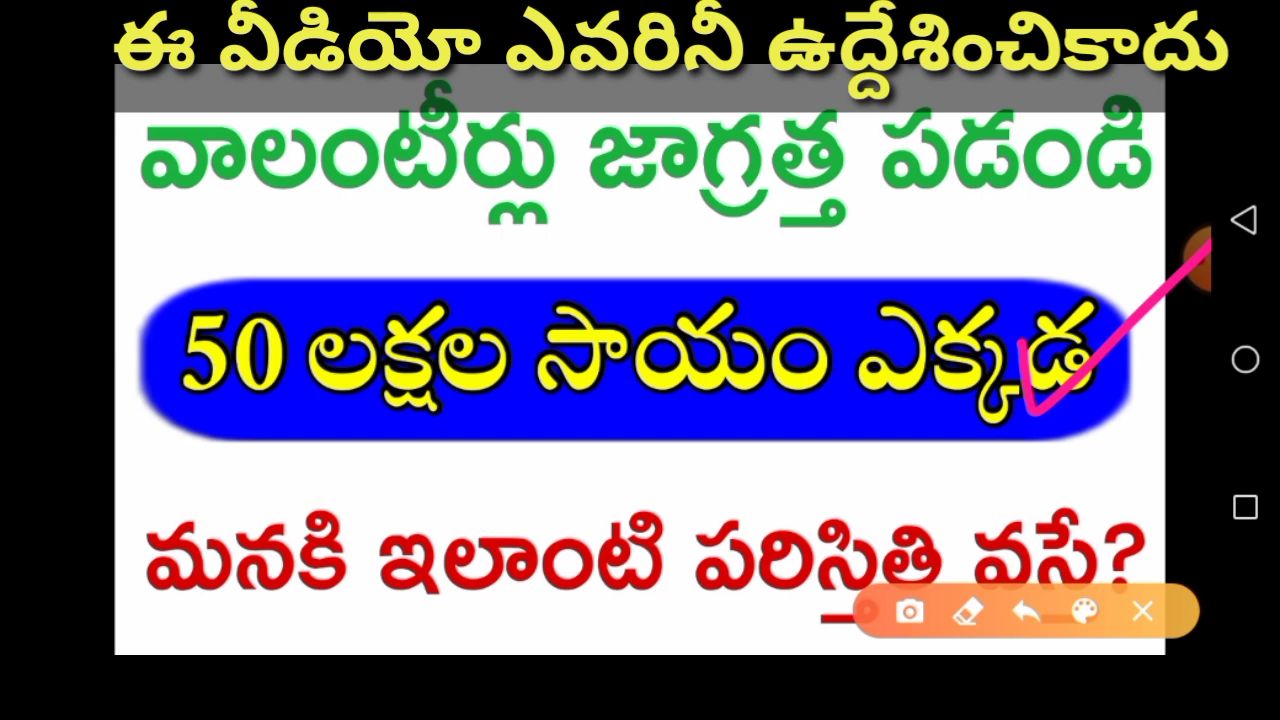 ఈ వీడియో ఎవరినీ ఉద్దేశించికాదు
వాలంటీర్లు జాగ్రత్త పడండి
50 లక్షల సాయం ఎక్కడ
మనకి ఇలాంటి పరిస్థితి వస్తే?